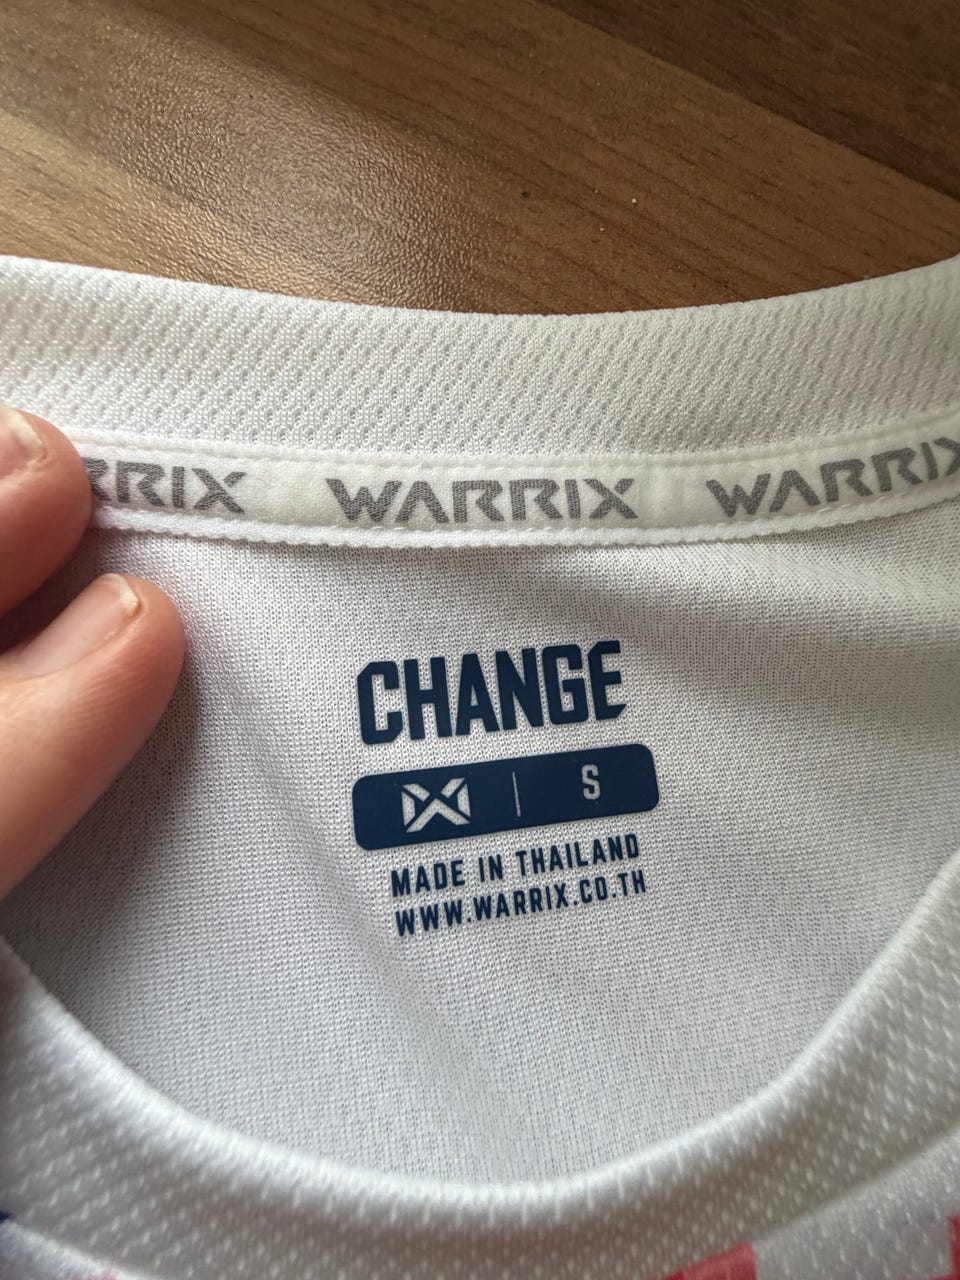 RRIX WARRIX WARRIX
CHANGE
S
MADE IN THAILAND
WWW.WARRIX.CO.TH